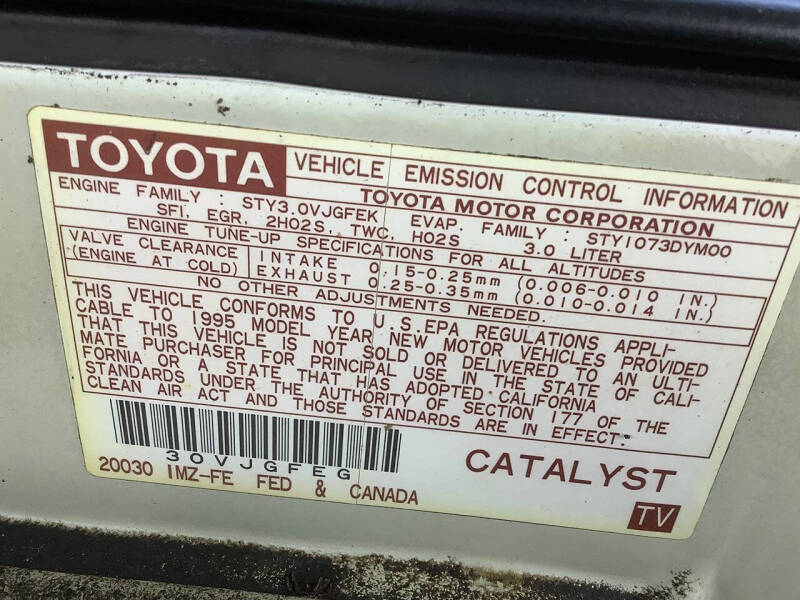 TOYOTA VEHICLE EMISSION CONTROL INFORMATION
TOYOTA MOTOR CORPORATION
ENGINE FAMILY : STY3.0VJGFEK EVAP. FAMILY : STY1073DYM00
SFI, EGR, 2HO2S, TWC, HO2S 3.0 LITER
ENGINE TUNE-UP SPECIFICATIONS FOR ALL ALTITUDES
VALVE CLEARANCE INTAKE 0.15-0.25mm (0.006-0.010 IN.)
(ENGINE AT COLD) EXHAUST 0.25-0.35mm (0.010-0.014 IN.)
NO OTHER ADJUSTMENTS NEEDED.
THIS VEHICLE CONFORMS TO U.S.EPA REGULATIONS APPLI-
CABLE TO 1995 MODEL YEAR NEW MOTOR VEHICLES PROVIDED
THAT THIS VEHICLE IS NOT SOLD OR DELIVERED TO AN ULTI-
MATE PURCHASER FOR PRINCIPAL USE IN THE STATE OF CALI-
FORNIA OR A STATE THAT HAS ADOPTED CALIFORNIA
STANDARDS UNDER THE AUTHORITY OF SECTION 177 OF THE
CLEAN AIR ACT AND THOSE STANDARDS ARE IN EFFECT.
30VJGFEG
20030 1MZ-FE FED & CANADA
CATALYST
TV